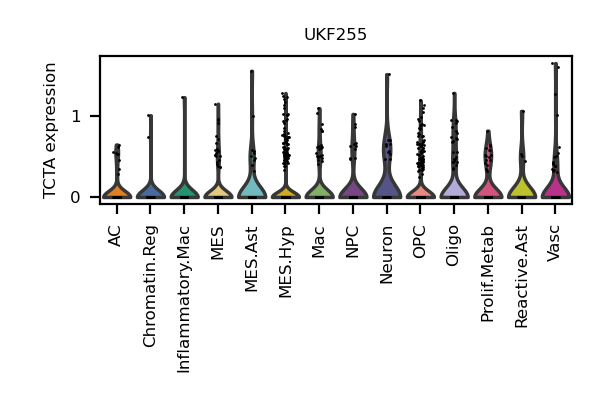 UKF255
TCTA expression
1
0
AC
Chromatin.Reg
Inflammatory.Mac
MES
MES.Ast
MES.Hyp
Mac
NPC
Neuron
OPC
Oligo
Prolif.Metab
Reactive.Ast
Vasc